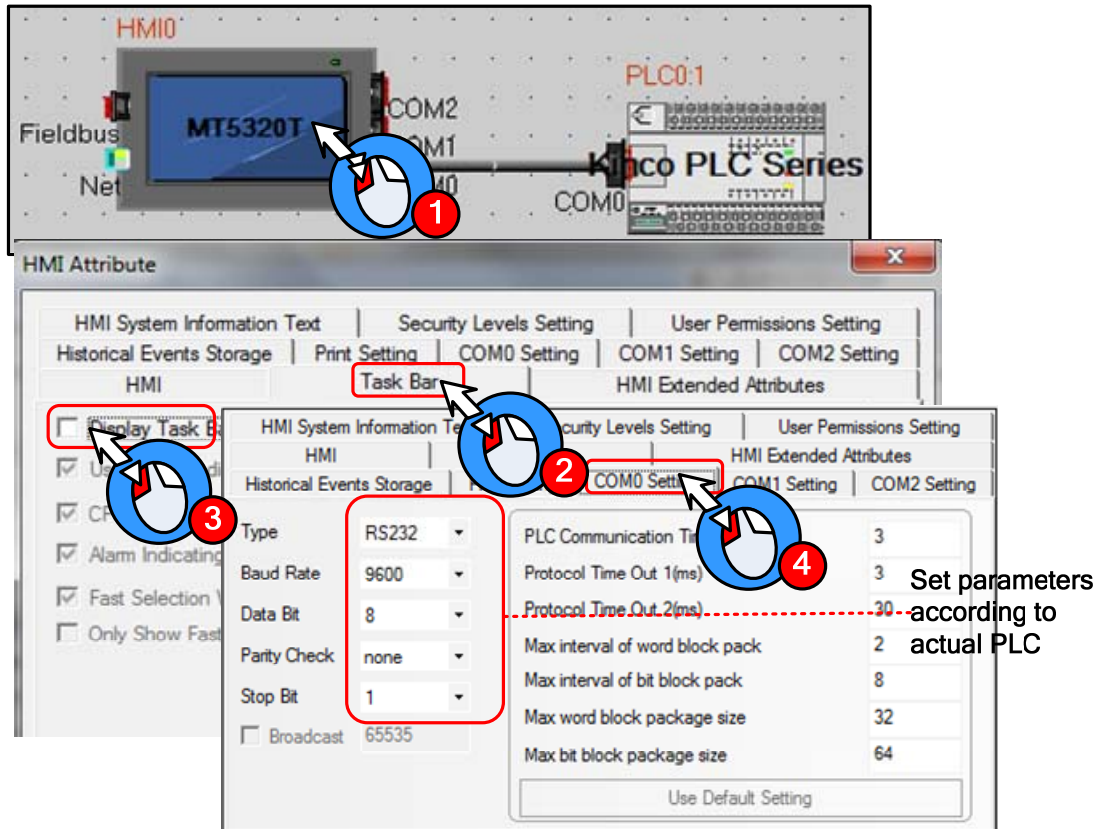 HMI0
PLC0:1
COM2
Fieldbus
MT5320T
COM1
Kinco PLC Series
Net
COM0
1
HMI Attribute
HMI System Information Text Security Levels Setting User Permissions Setting
Historical Events Storage Print Setting COM0 Setting COM1 Setting COM2 Setting
HMI Task Bar HMI Extended Attributes
Display Task
HMI System Information Security Levels Setting User Permissions Setting
HMI HMI Extended Attributes
2
Historical Events Storage COM0 Setting COM1 Setting COM2 Setting
3
Alarm Indicating
Fast Selection
Only Show Fast
Type RS232 PLC Communication 3
4
Baud Rate 9600 Protocol Time Out 1(ms) 3
Data Bit 8 Protocol Time Out 2(ms) 30
Set parameters
according to
actual PLC
Parity Check none Max interval of word block pack 2
Stop Bit 1 Max interval of bit block pack 8
Max word block package size 32
Broadcast 65535
Max bit block package size 64
Use Default Setting